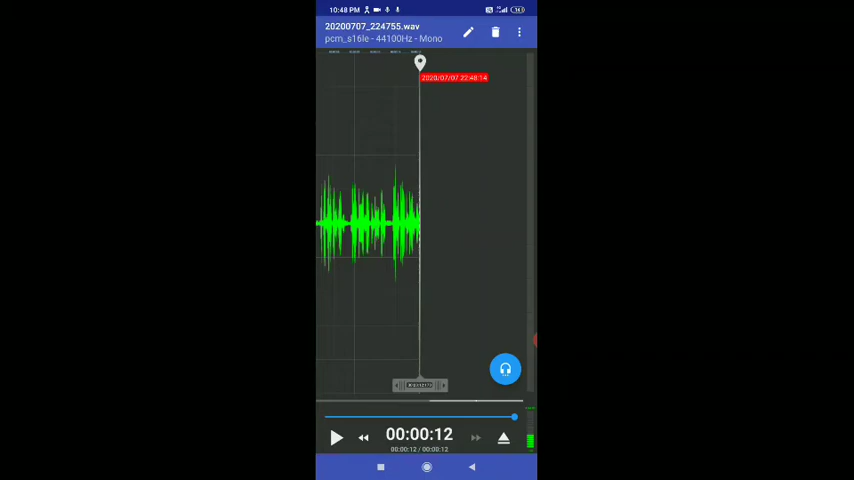 10:48 PM
20200707_224755.wav
pcm_s16le - 44100Hz - Mono
2020/07/07 22:48:14
00:00:12
00:00:12 / 00:00:12